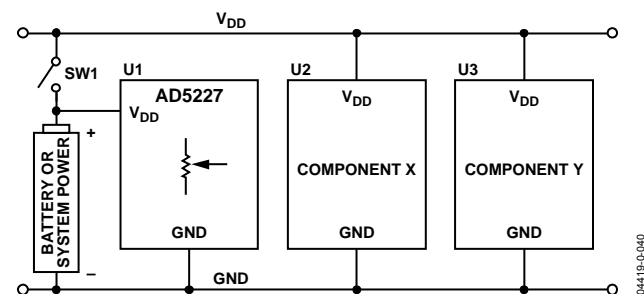 VDD
SW1
U1
AD5227
VDD
GND
U2
VDD
COMPONENT X
GND
U3
VDD
COMPONENT Y
GND
+
BATTERY OR
SYSTEM POWER
–
GND
04419-0-040